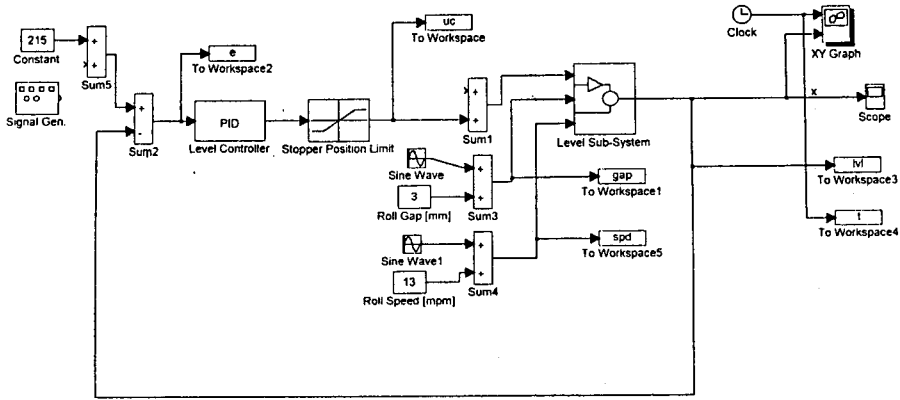 uc
To Workspace
Clock
XY Graph
215
Constant
Sum5
e
To Workspace2
Signal Gen.
Sum2
PID
Level Controller
Stopper Position Limit
Sum1
Level Sub-System
x
Scope
Sine Wave
3
Roll Gap [mm]
Sum3
gap
To Workspace1
lvl
To Workspace3
t
To Workspace4
Sine Wave1
13
Roll Speed [mpm]
Sum4
spd
To Workspace5